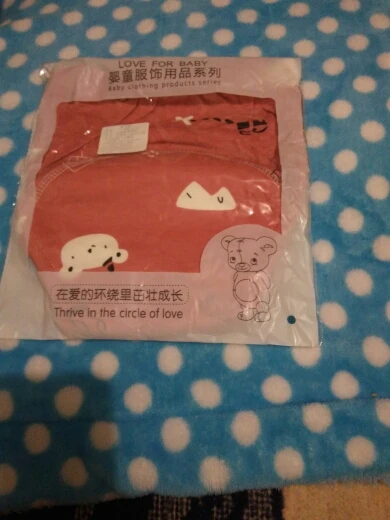 LOVE FOR BABY
婴童服饰用品系列
Baby clothing products series
在爱的环绕里茁壮成长
Thrive in the circle of love